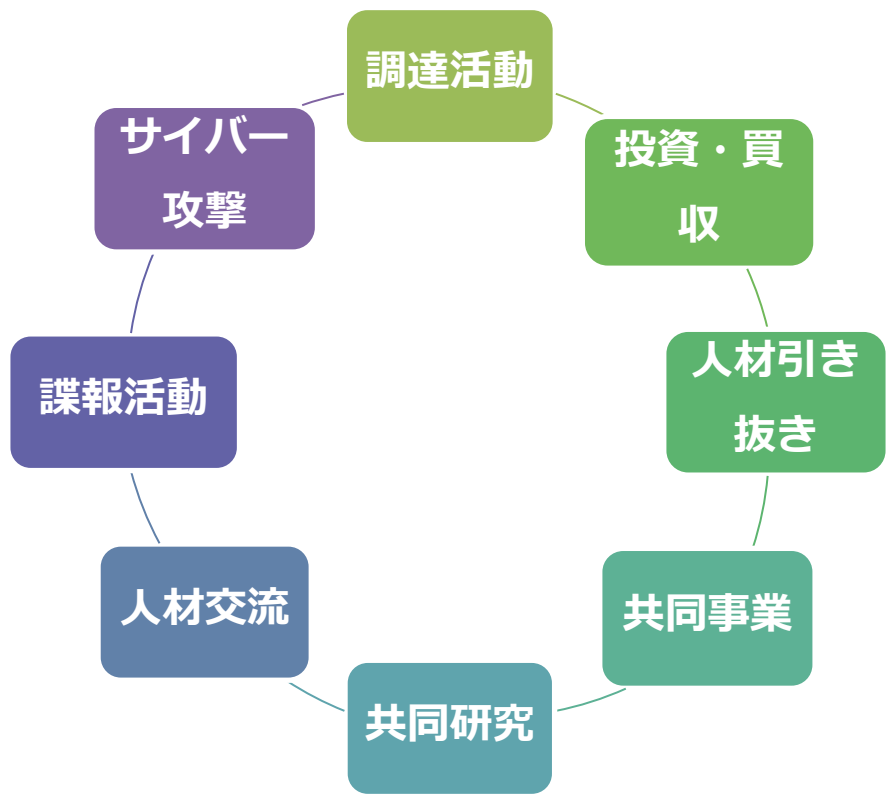 調達活動
投資・買
収
人材引き
抜き
共同事業
共同研究
人材交流
諜報活動
サイバー
攻撃